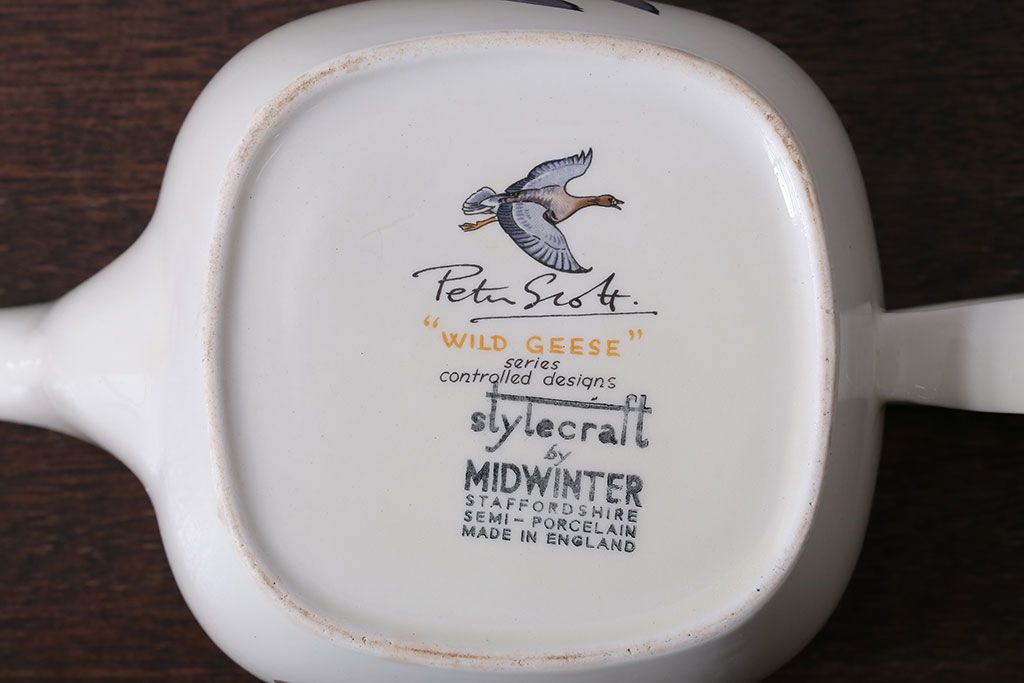 Peter Scott.
"WILD GEESE"
series
controlled designs
stylecraft
by
MIDWINTER
STAFFORDSHIRE
SEMI-PORCELAIN
MADE IN ENGLAND